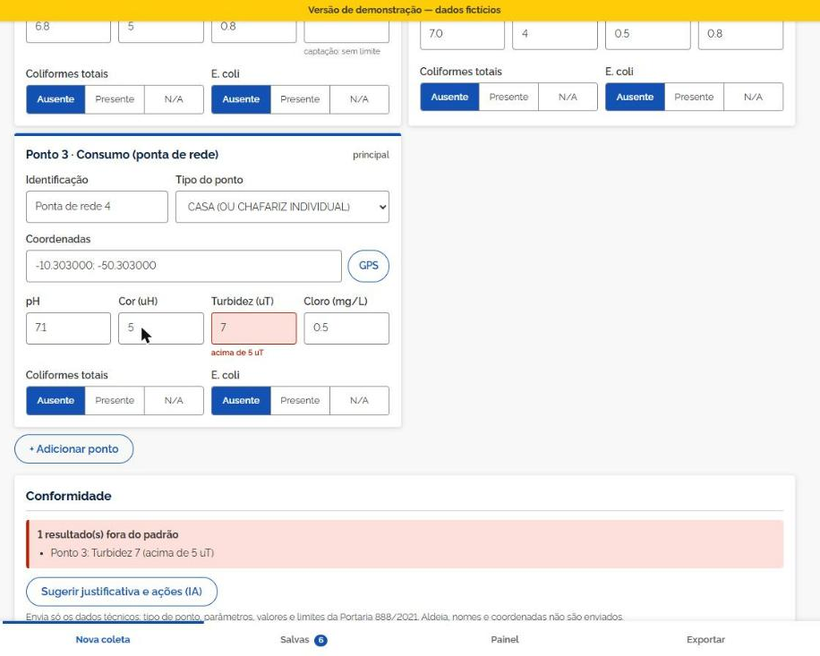 Versão de demonstração — dados fictícios
6.8 5 0.8
captação: sem limite
Coliformes totais E. coli
Ausente Presente N/A Ausente Presente N/A
7.0 4 0.5 0.8
Coliformes totais E. coli
Ausente Presente N/A Ausente Presente N/A
Ponto 3 · Consumo (ponta de rede) principal
Identificação Tipo do ponto
Ponta de rede 4 CASA (OU CHAFARIZ INDIVIDUAL)
Coordenadas
-10.303000; -50.303000 GPS
pH Cor (uH) Turbidez (uT) Cloro (mg/L)
7.1 5 7 0.5
acima de 5 uT
Coliformes totais E. coli
Ausente Presente N/A Ausente Presente N/A
+ Adicionar ponto
Conformidade
1 resultado(s) fora do padrão
• Ponto 3: Turbidez 7 (acima de 5 uT)
Sugerir justificativa e ações (IA)
Envia só os dados técnicos: tipo de ponto, parâmetros, valores e limites da Portaria 888/2021. Aldeia, nomes e coordenadas não são enviados.
Nova coleta Salvas 6 Painel Exportar